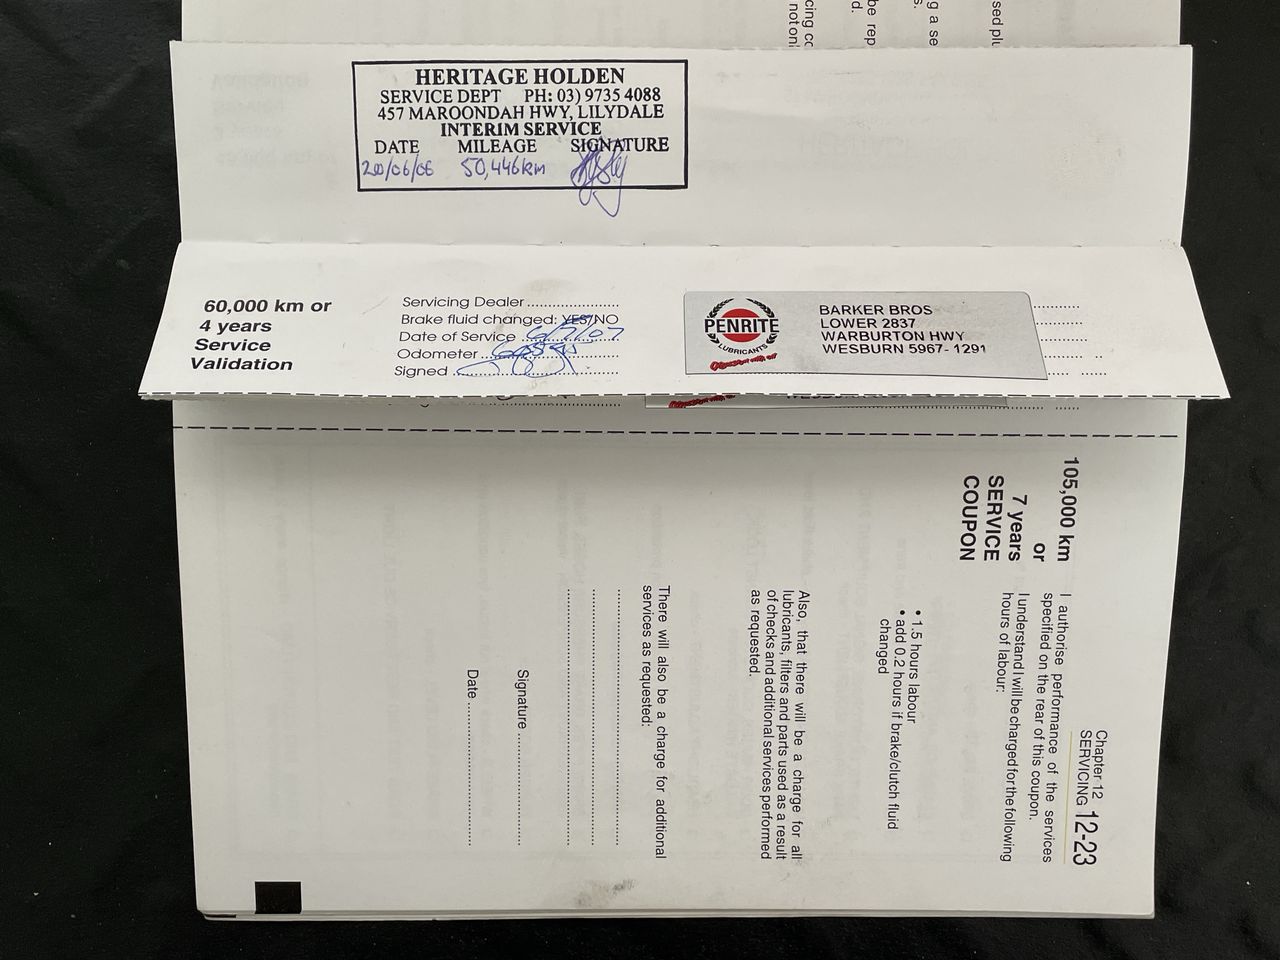 HERITAGE HOLDEN
SERVICE DEPT PH: 03) 9735 4088
457 MAROONDAH HWY, LILYDALE
INTERIM SERVICE
DATE MILEAGE SIGNATURE
20/06/06 50,446km
60,000 km or
4 years
Service
Validation
Servicing Dealer
Brake fluid changed: YES/NO
Date of Service 6/7/07
Odometer
Signed
PENRITE
LUBRICANTS
BARKER BROS
LOWER 2837
WARBURTON HWY
WESBURN 5967- 1291
Chapter 12
SERVICING 12-23
105,000 km
or
7 years
SERVICE
COUPON
I authorise performance of the services
specified on the rear of this coupon.
I understand I will be charged for the following
hours of labour:
• 1.5 hours labour
• add 0.2 hours if brake/clutch fluid
changed
Also, that there will be a charge for all
lubricants, filters and parts used as a result
of checks and additional services performed
as requested.
There will also be a charge for additional
services as requested:
Signature
Date